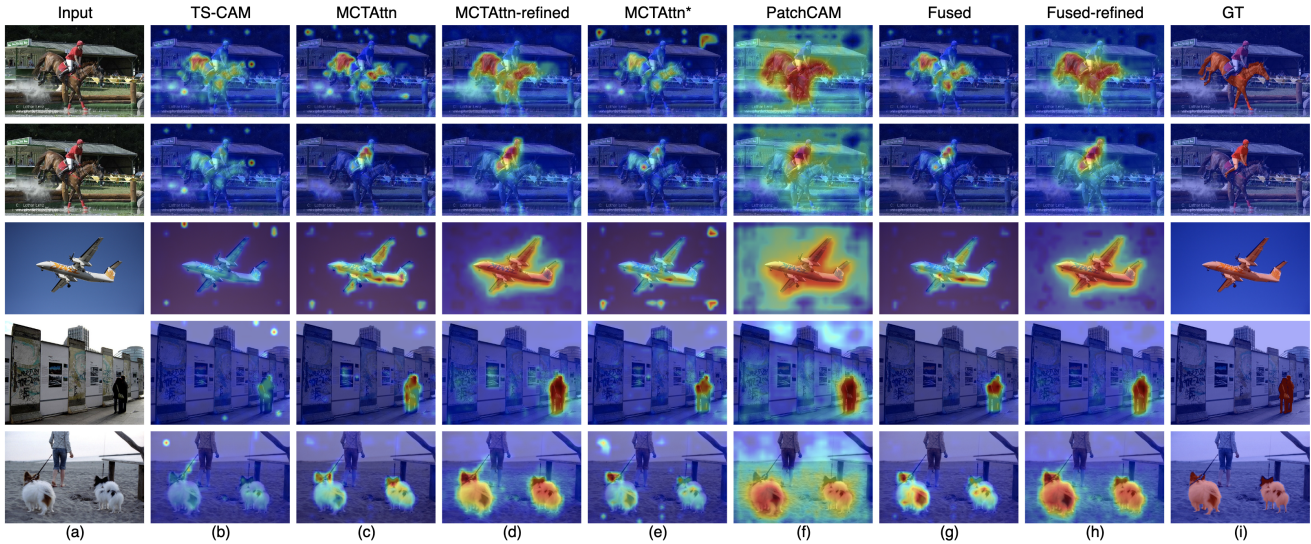 Input TS-CAM MCTAttn MCTAttn-refined MCTAttn* PatchCAM Fused Fused-refined GT
(a) (b) (c) (d) (e) (f) (g) (h) (i)